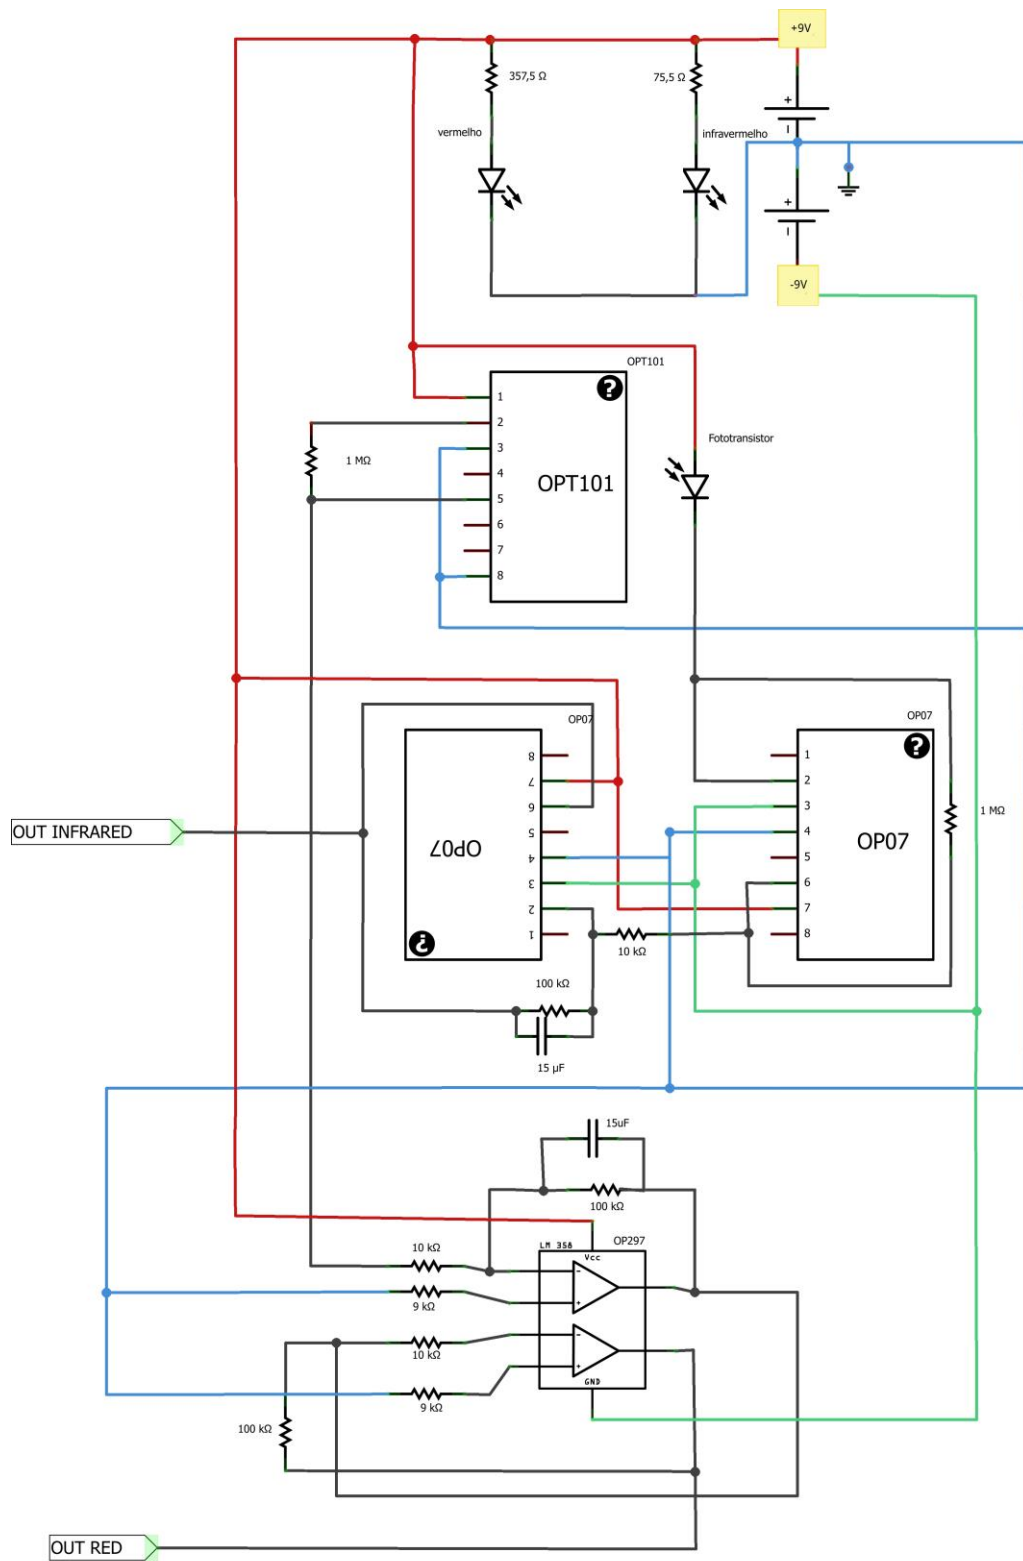 +9V
357,5 Ω
75,5 Ω
vermelho
infravermelho
+
-9V
+
OPT101
1
2
3
4
5
6
7
8
OPT101
1 MΩ
Fototransistor
OP07
8
7
6
5
4
3
2
1
OP07
OP07
1
2
3
4
5
6
7
8
OP07
1 MΩ
OUT INFRARED
10 kΩ
100 kΩ
15 µF
15uF
100 kΩ
OP297
LM 358
Vcc
10 kΩ
9 kΩ
10 kΩ
9 kΩ
GND
100 kΩ
OUT RED